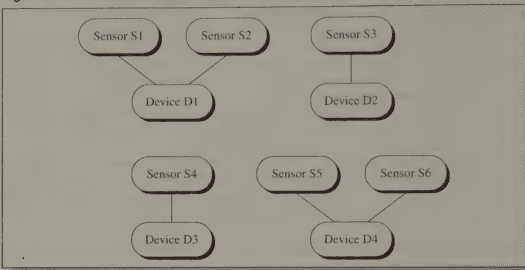 Sensor S1
Sensor S2
Sensor S3
Device D1
Device D2
Sensor S4
Sensor S5
Sensor S6
Device D3
Device D4